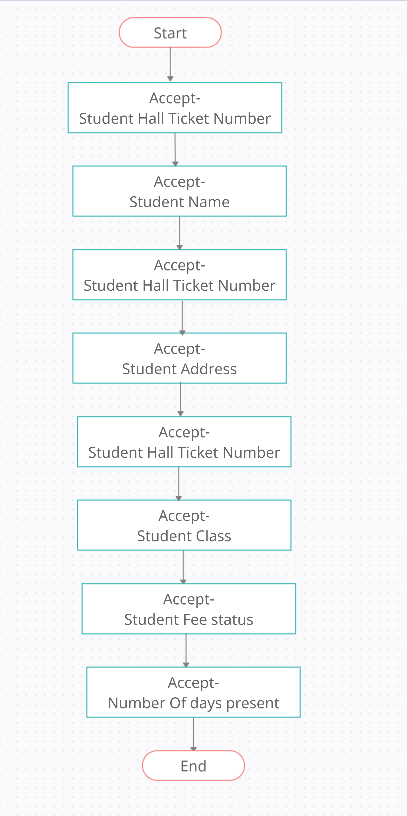 Start
Accept-
Student Hall Ticket Number
Accept-
Student Name
Accept-
Student Hall Ticket Number
Accept-
Student Address
Accept-
Student Hall Ticket Number
Accept-
Student Class
Accept-
Student Fee status
Accept-
Number Of days present
End